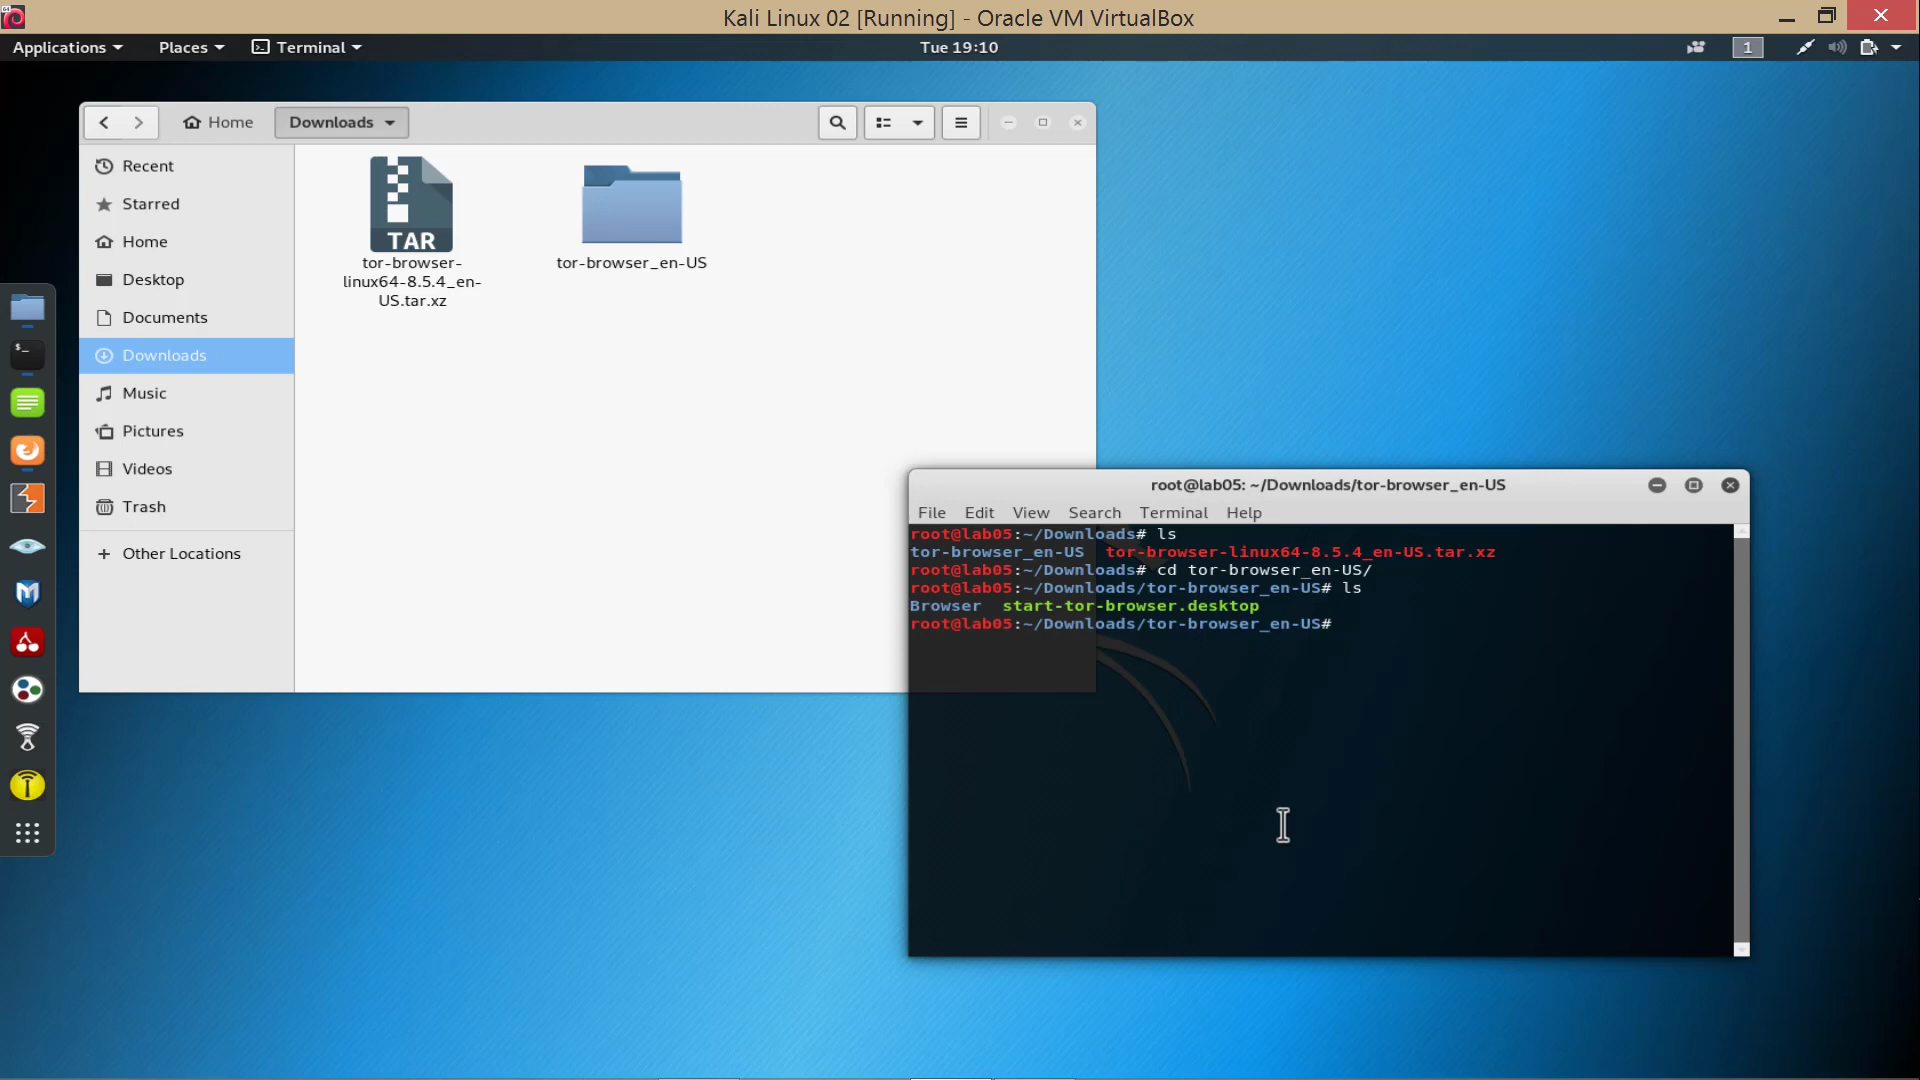 Kali Linux 02 [Running] - Oracle VM VirtualBox
Applications Places Terminal Tue 19:10 1
Home Downloads
Recent
Starred
Home
Desktop
Documents
Downloads
Music
Pictures
Videos
Trash
Other Locations
TAR
tor-browser-
linux64-8.5.4_en-
US.tar.xz
tor-browser_en-US
root@lab05: ~/Downloads/tor-browser_en-US
File Edit View Search Terminal Help
root@lab05:~/Downloads# ls
tor-browser_en-US tor-browser-linux64-8.5.4_en-US.tar.xz
root@lab05:~/Downloads# cd tor-browser_en-US/
root@lab05:~/Downloads/tor-browser_en-US# ls
Browser start-tor-browser.desktop
root@lab05:~/Downloads/tor-browser_en-US#